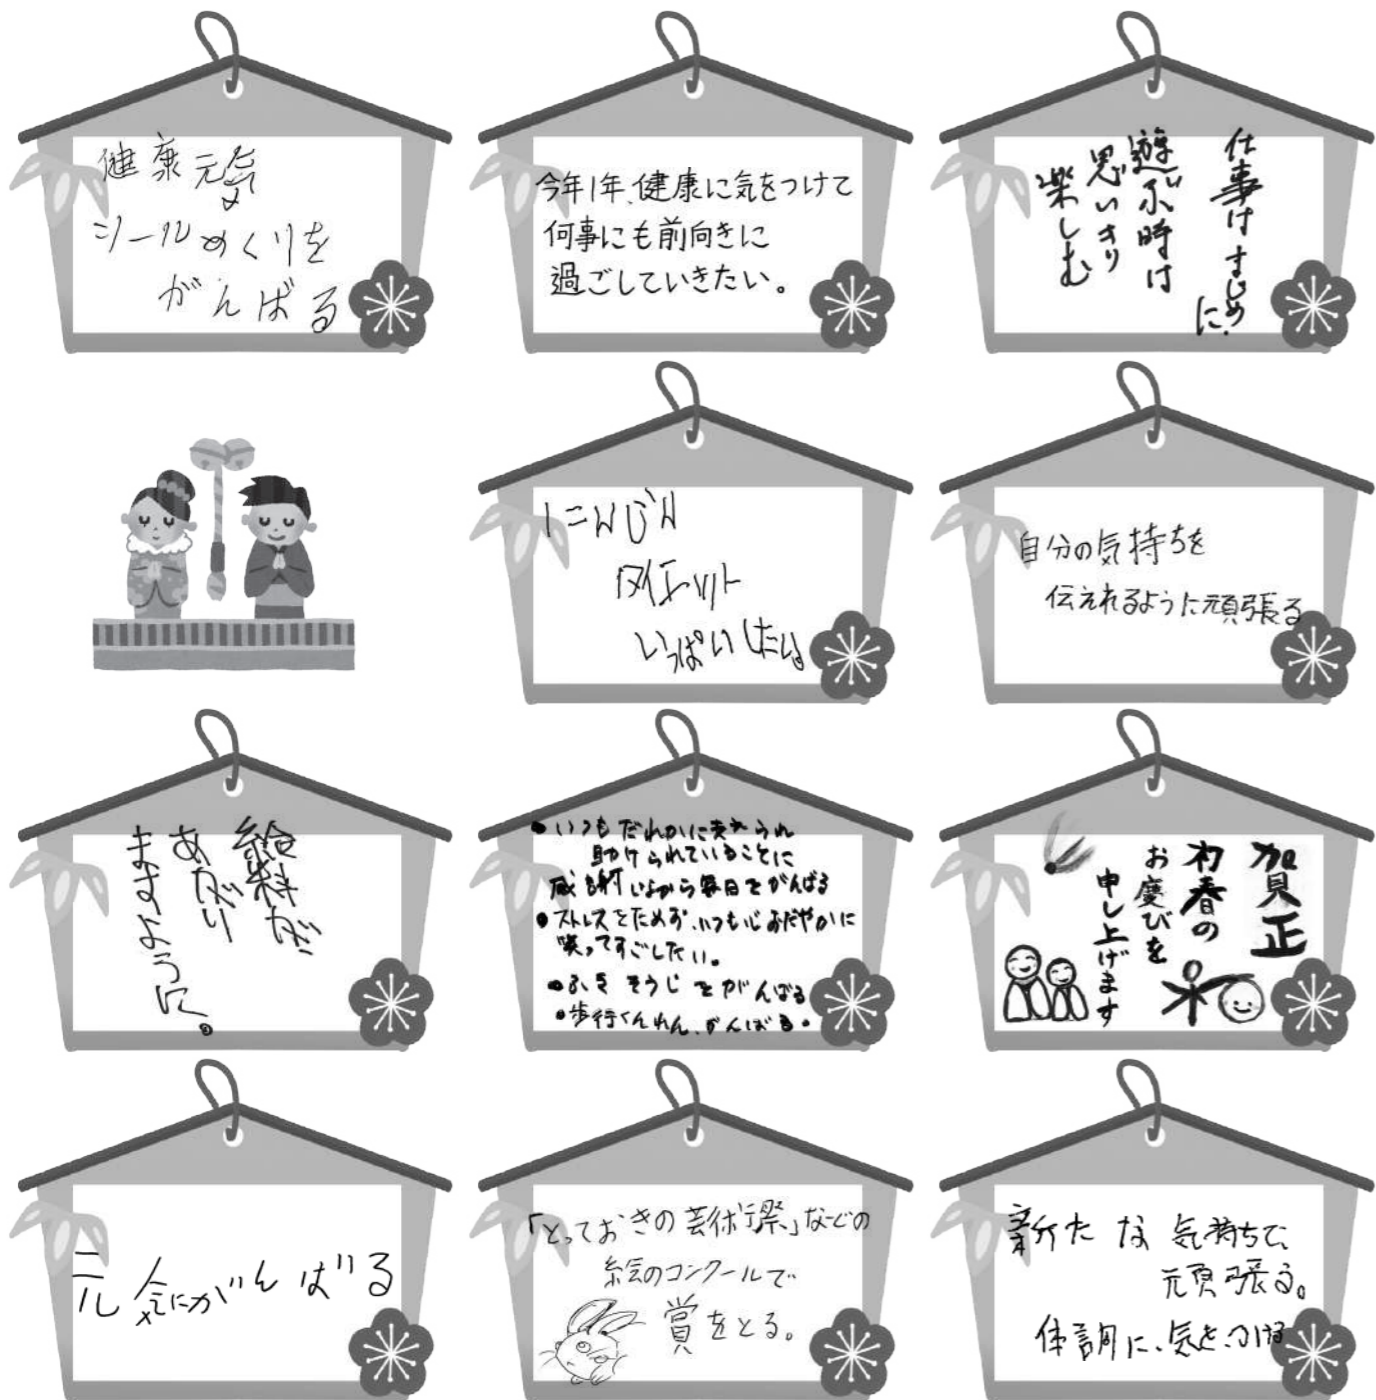 健康元気
シールめくりを
がんばる
今年1年、健康に気をつけて
何事にも前向きに
過ごしていきたい。
仕事はまじめに
遊ぶ時は
思いきり
楽しむ
にんじん
ダイエット
いっぱいしたい
自分の気持ちを
伝えれるように頑張る
給料が
あがり
ますように。
・いつもだれかに支えられ
助けられていることに
感謝しながら毎日をがんばる
・ストレスをためず、いつも心おだやかに
笑ってすごしたい。
・ふきそうじをがんばる
・歩行くんれん、がんばる。
賀正
初春の
お慶びを
申し上げます
元気にがんばる
「とっておきの芸術祭」などの
絵のコンクールで
賞をとる。
新たな気持ちで、
頑張る。
体調に、気を、つける